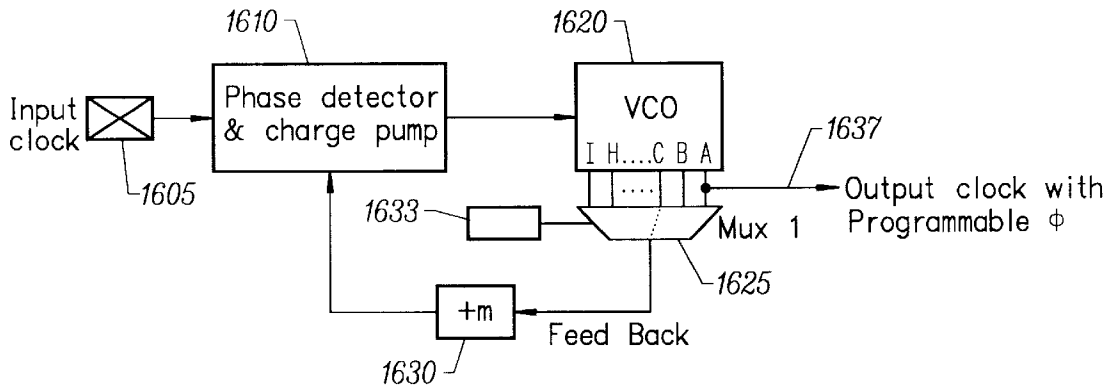 1610
1620
Input
clock
1605
Phase detector
& charge pump
VCO
I H....C B A
....
1637
Output clock with
Programmable ϕ
1633
Mux 1
1625
+m
1630
Feed Back